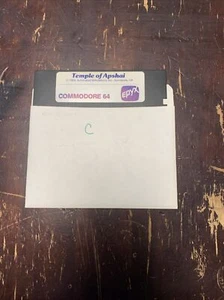 Temple of Apshai
COMMODORE 64
EPYX
C